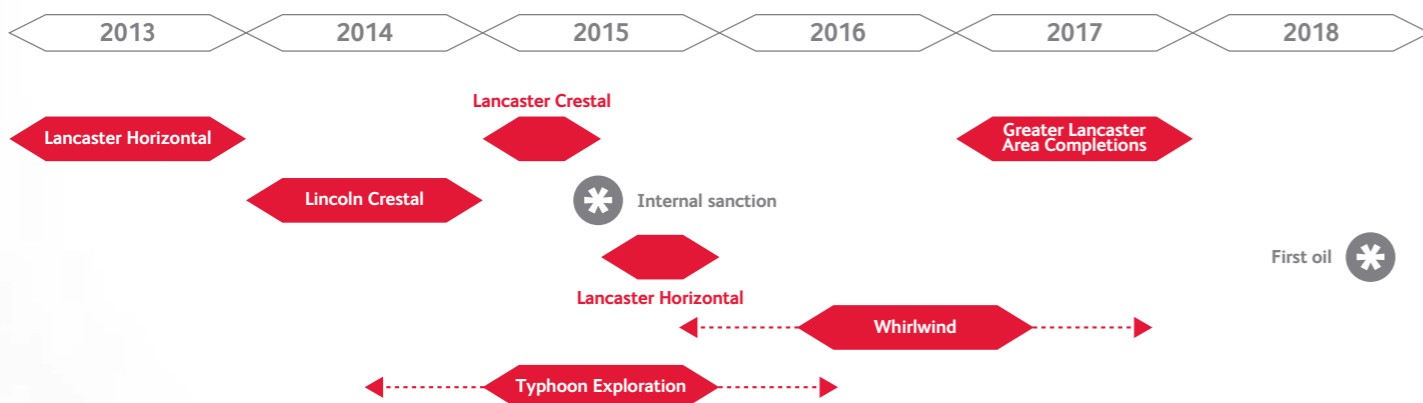 2013
2014
2015
2016
2017
2018
Lancaster Crestal
Lancaster Horizontal
Greater Lancaster
Area Completions
Lincoln Crestal
Internal sanction
First oil
Lancaster Horizontal
Whirlwind
Typhoon Exploration